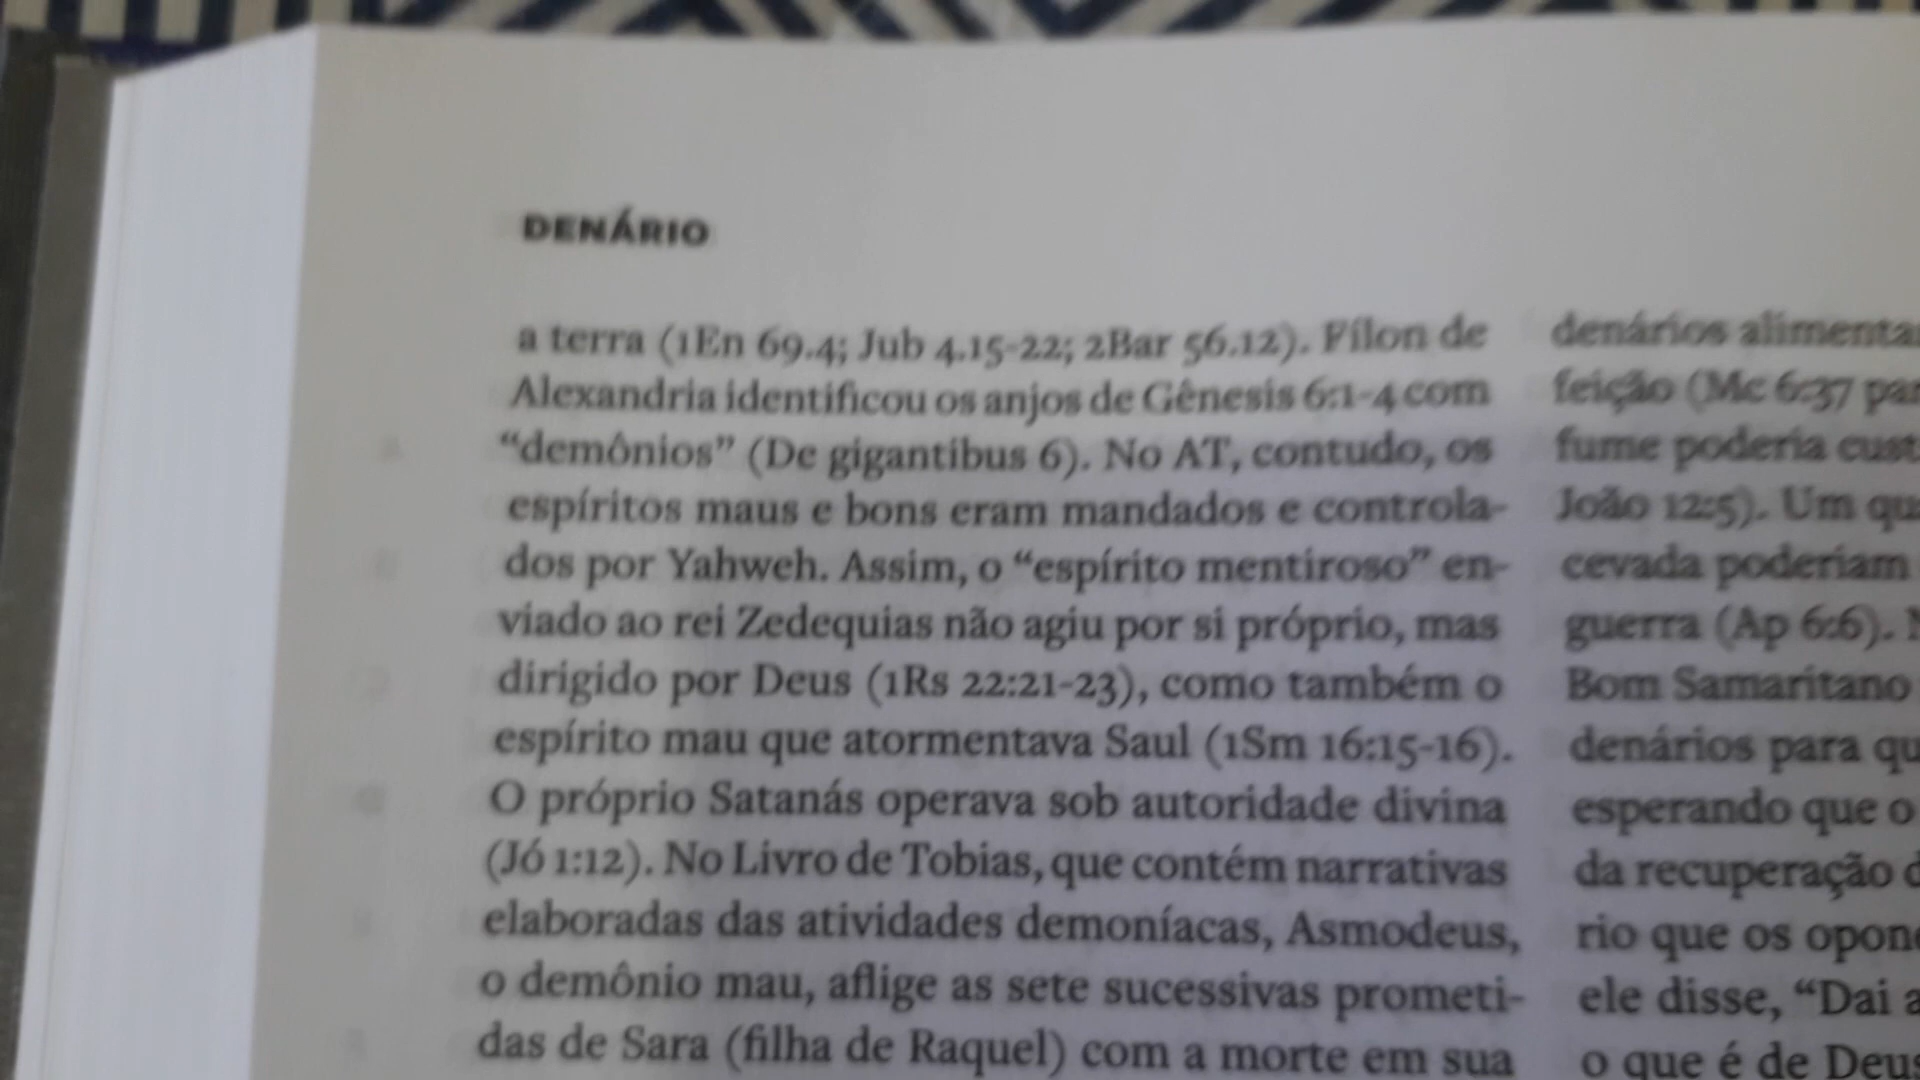 DENÁRIO
a terra (1En 69.4; Jub 4.15-22; 2Bar 56.12). Fílon de
Alexandria identificou os anjos de Gênesis 6:1-4 com
“demônios” (De gigantibus 6). No AT, contudo, os
espíritos maus e bons eram mandados e controla-
dos por Yahweh. Assim, o “espírito mentiroso” en-
viado ao rei Zedequias não agiu por si próprio, mas
dirigido por Deus (1Rs 22:21-23), como também o
espírito mau que atormentava Saul (1Sm 16:15-16).
O próprio Satanás operava sob autoridade divina
(Jó 1:12). No Livro de Tobias, que contém narrativas
elaboradas das atividades demoníacas, Asmodeus,
o demônio mau, aflige as sete sucessivas prometi-
das de Sara (filha de Raquel) com a morte em sua
denários
feição (Mc 6:37
fume poderia
João 12:5). Um
cevada poderiam
guerra (Ap 6:6).
Bom Samaritano
denários para
esperando que o
da recuperação
rio que os
ele disse, “Dai
o que é de